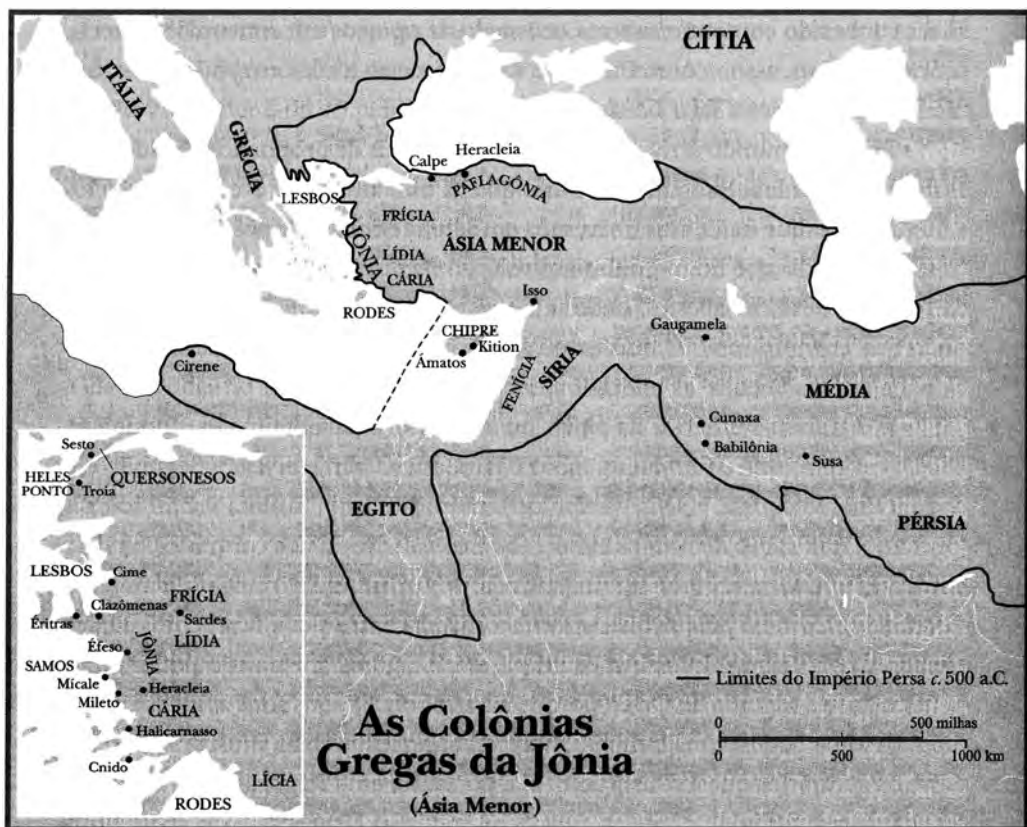 CÍTIA
ITÁLIA
GRÉCIA
Heracleia
Calpe
PAFLAGÔNIA
LESBOS
FRÍGIA
JÔNIA
ÁSIA MENOR
LÍDIA
CÁRIA
Isso
RODES
Gaugamela
CHIPRE
Kition
Ámatos
Cirene
FENÍCIA
SÍRIA
MÉDIA
Cunaxa
Babilônia
Susa
EGITO
PÉRSIA
Sesto
QUERSONESOS
HELES
PONTO
Troia
LESBOS
Cime
FRÍGIA
Clazômenas
Sardes
Éritras
LÍDIA
JÔNIA
Éfeso
SAMOS
Mícale
Heracleia
Mileto
CÁRIA
Halicarnasso
Cnido
LÍCIA
RODES
Limites do Império Persa c. 500 a.C.
0 500 milhas
0 500 1000 km
As Colônias
Gregas da Jônia
(Ásia Menor)